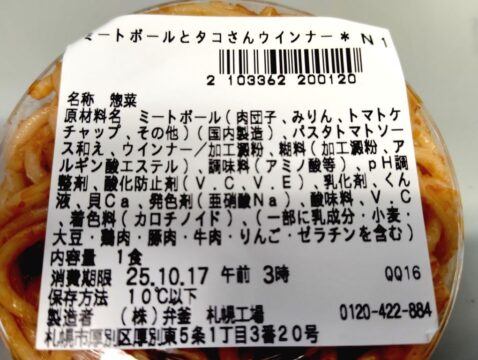 ミートボールとタコさんウインナー* N1
2 103362 200120
名称 惣菜
原材料名 ミートボール(肉団子、みりん、トマトケ
チャップ、その他)(国内製造)、パスタトマトソー
ス和え、ウインナー/加工澱粉、糊料(加工澱粉、ア
ルギン酸エステル)、調味料(アミノ酸等)、pH調
整剤、酸化防止剤(V.C、V.E)、乳化剤、くん
液、貝Ca、発色剤(亜硝酸Na)、酸味料、V.C
、着色料(カロチノイド)、(一部に乳成分・小麦・
大豆・鶏肉・豚肉・牛肉・りんご・ゼラチンを含む)
内容量 1食
消費期限 25.10.17 午前 3時 QQ16
保存方法 10℃以下
製造者 (株)弁釜 札幌工場 0120-422-884
札幌市厚別区厚別東5条1丁目3番20号